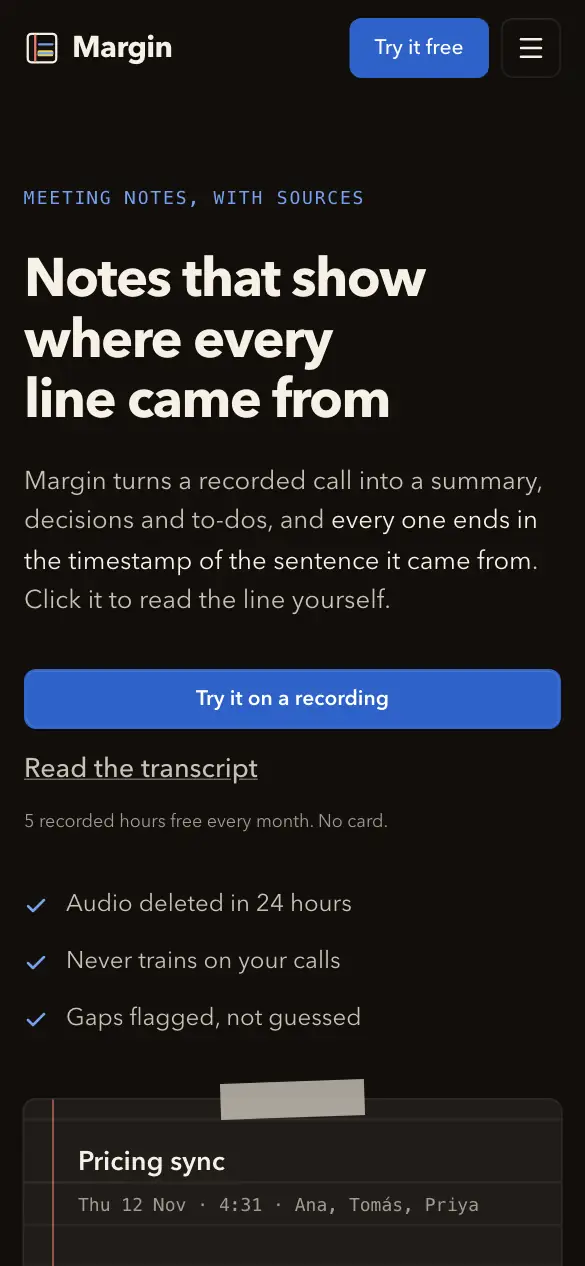 Margin
Try it free
MEETING NOTES, WITH SOURCES
Notes that show
where every
line came from
Margin turns a recorded call into a summary,
decisions and to-dos, and every one ends in
the timestamp of the sentence it came from.
Click it to read the line yourself.
Try it on a recording
Read the transcript
5 recorded hours free every month. No card.
Audio deleted in 24 hours
Never trains on your calls
Gaps flagged, not guessed
Pricing sync
Thu 12 Nov · 4:31 · Ana, Tomás, Priya